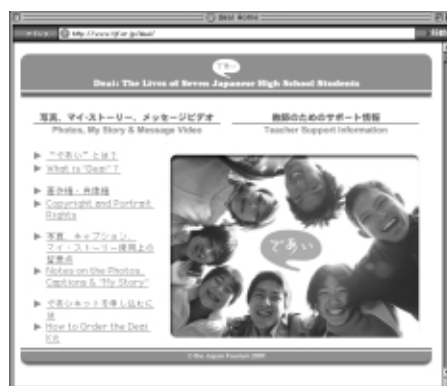 deai Home
http://www.tjf.or.jp/deai/
であい
Deai: The Lives of Seven Japanese High School Students
写真、マイ・ストーリー、メッセージビデオ
Photos, My Story & Message Video
教師のためのサポート情報
Teacher Support Information
"であい" とは?
What is "Deai"?
著作権・肖像権
Copyright and Portrait
Rights
写真、キャプション、
マイ・ストーリー使用上の
留意点
Notes on the Photos,
Captions & "My Story"
であいキットを申し込むに
は
How to Order the Deai
Kit
であい
© The Japan Forum 2001